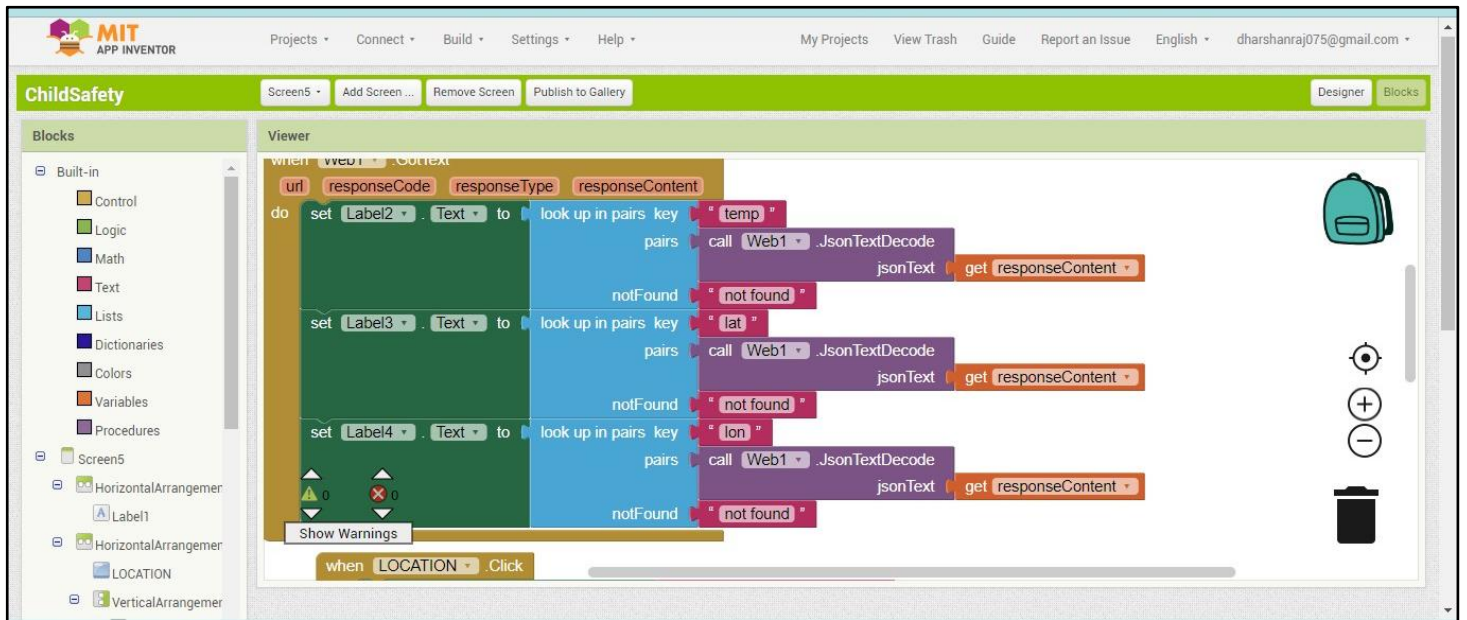 MIT
APP INVENTOR
Projects Connect Build Settings Help My Projects View Trash Guide Report an Issue English dharshanraj075@gmail.com
ChildSafety Screen5 Add Screen ... Remove Screen Publish to Gallery Designer Blocks
Blocks
Built-in
Control
Logic
Math
Text
Lists
Dictionaries
Colors
Variables
Procedures
Screen5
HorizontalArrangemer
Label1
HorizontalArrangemer
LOCATION
VerticalArrangemer
Viewer
when Web1 .GotText
url responseCode responseType responseContent
do set Label2 . Text to look up in pairs key " temp "
pairs call Web1 .JsonTextDecode
jsonText get responseContent
notFound " not found "
set Label3 . Text to look up in pairs key " lat "
pairs call Web1 .JsonTextDecode
jsonText get responseContent
notFound " not found "
set Label4 . Text to look up in pairs key " lon "
pairs call Web1 .JsonTextDecode
jsonText get responseContent
0 0
notFound " not found "
Show Warnings
when LOCATION .Click